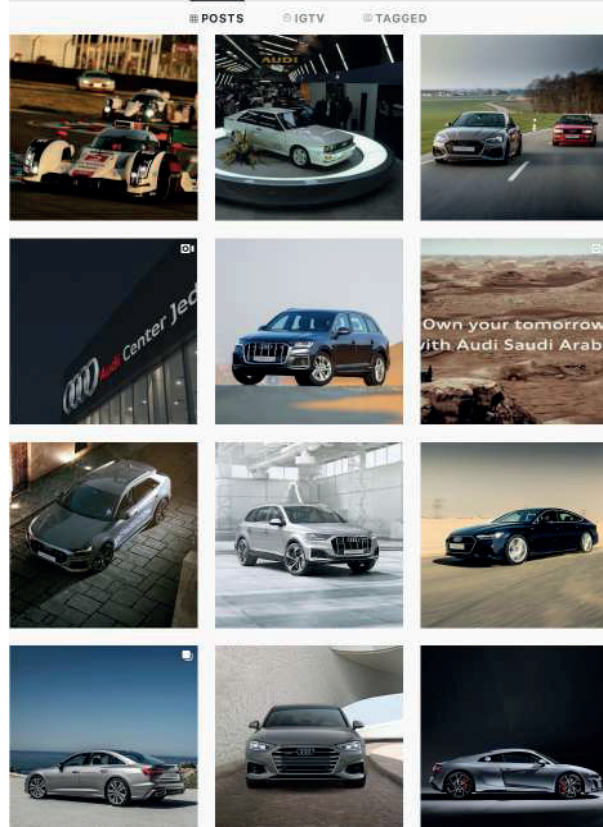 POSTS
IGTV
TAGGED
AUDI
Audi Center Jed
Own your tomorrow
with Audi Saudi Arab